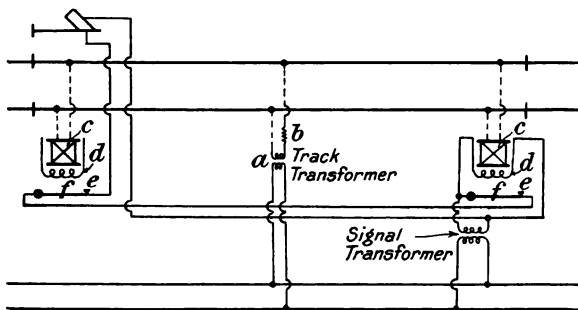 c
d
f e
b
a Track
Transformer
c
d
f e
Signal
Transformer